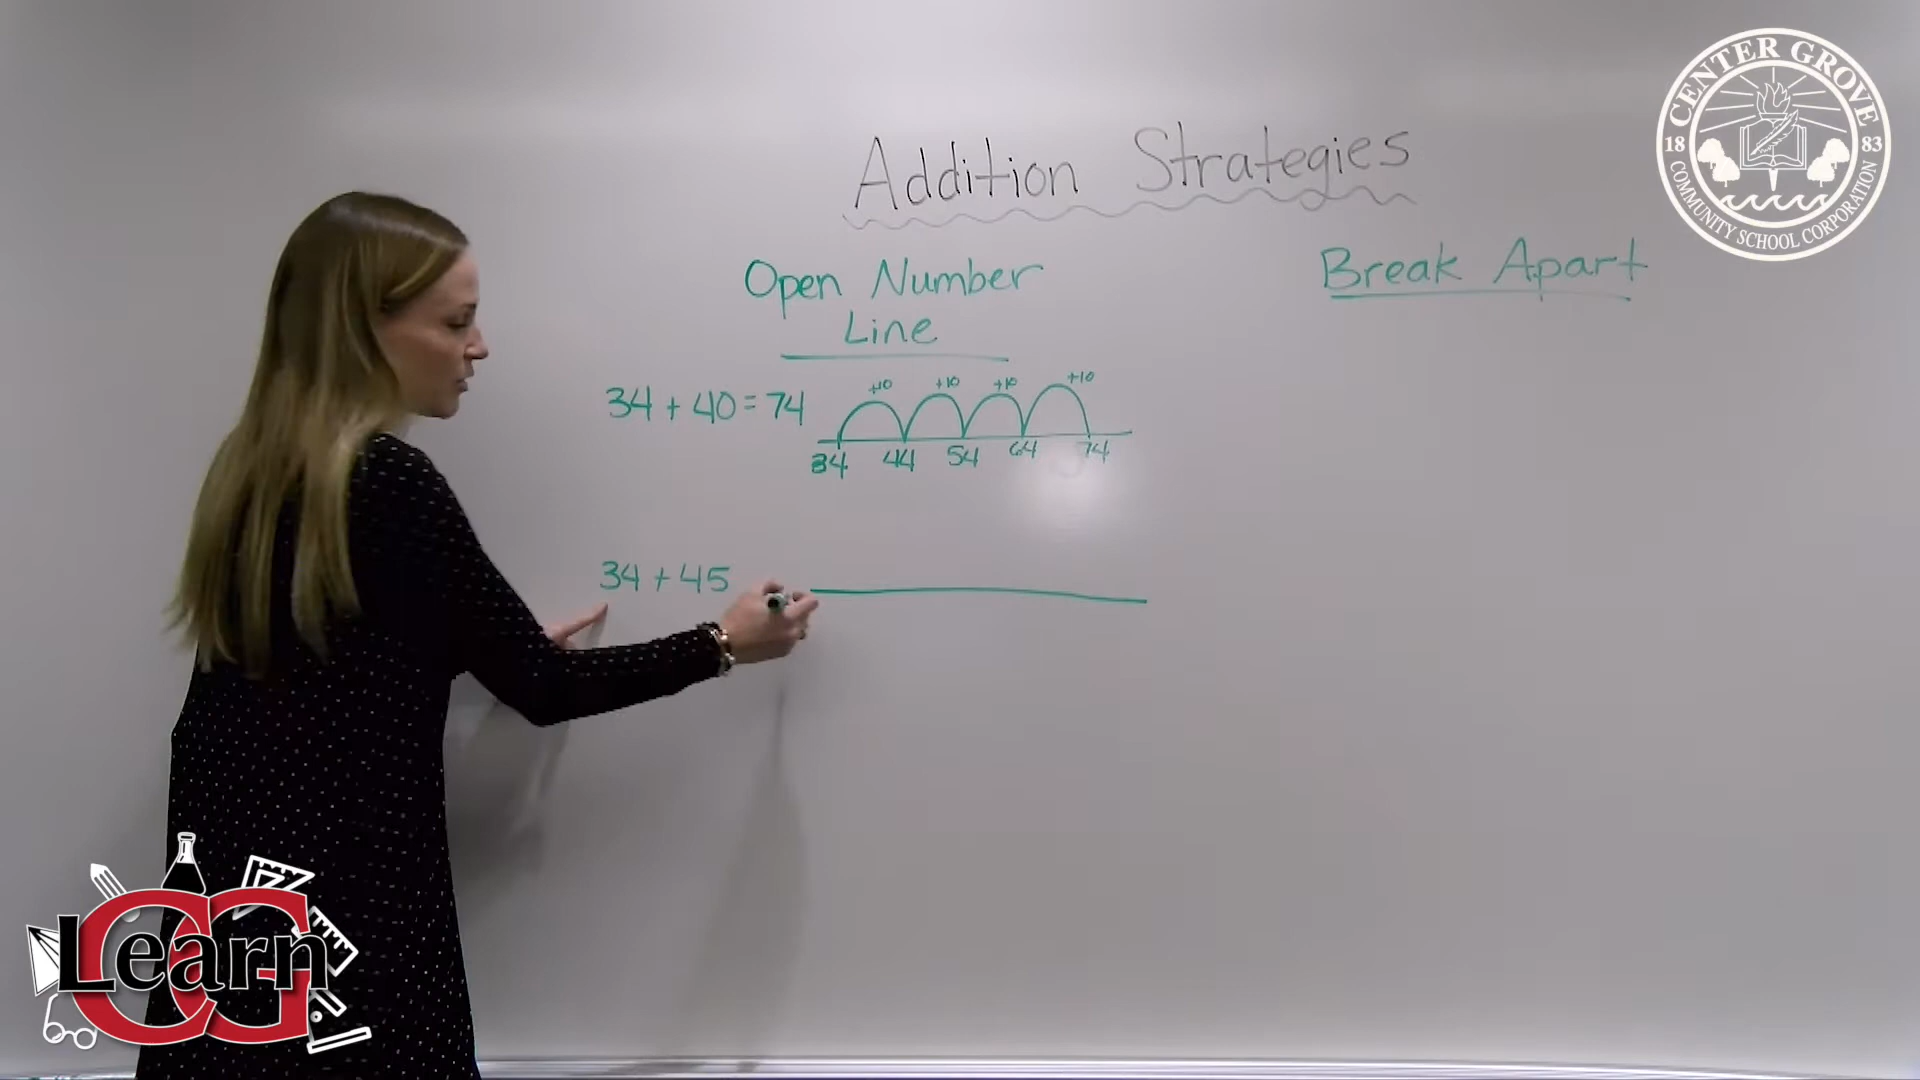 Addition Strategies
Open Number
Line
Break Apart
34 + 40 = 74
+10 +10 +10 +10
34 44 54 64 74
34 + 45
CENTER GROVE
18 83
COMMUNITY SCHOOL CORPORATION
CG
Learn